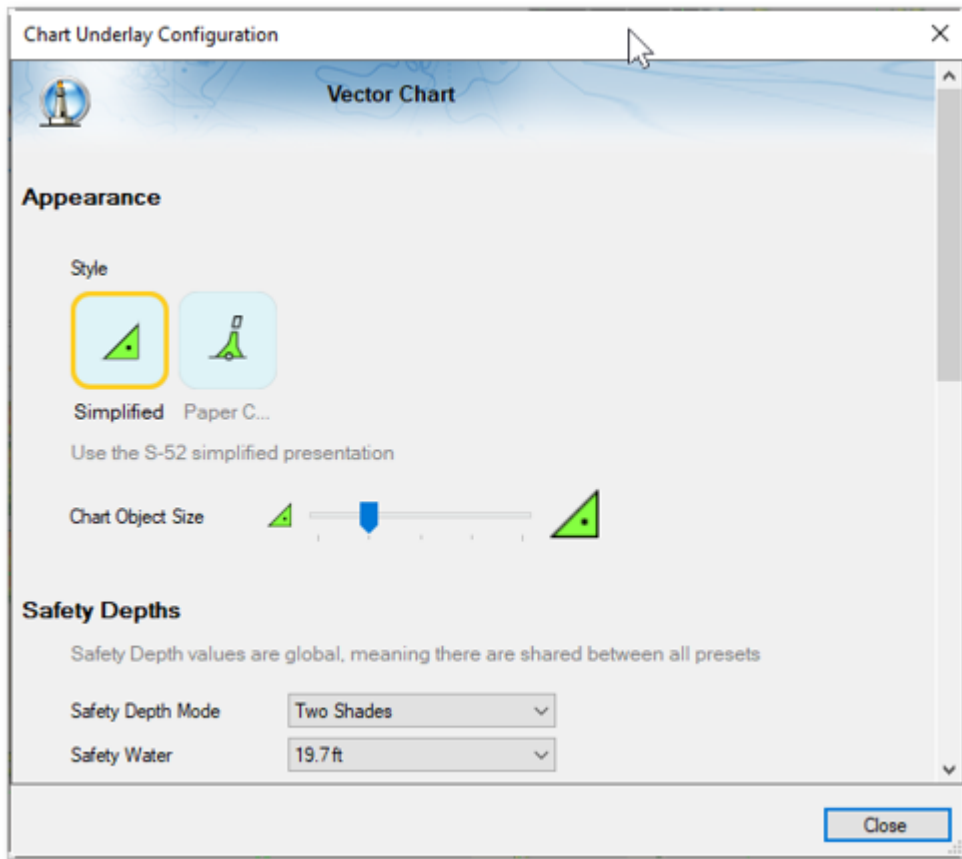 Chart Underlay Configuration
Vector Chart
Appearance
Style
Simplified Paper C...
Use the S-52 simplified presentation
Chart Object Size
Safety Depths
Safety Depth values are global, meaning there are shared between all presets
Safety Depth Mode Two Shades
Safety Water 19.7ft
Close